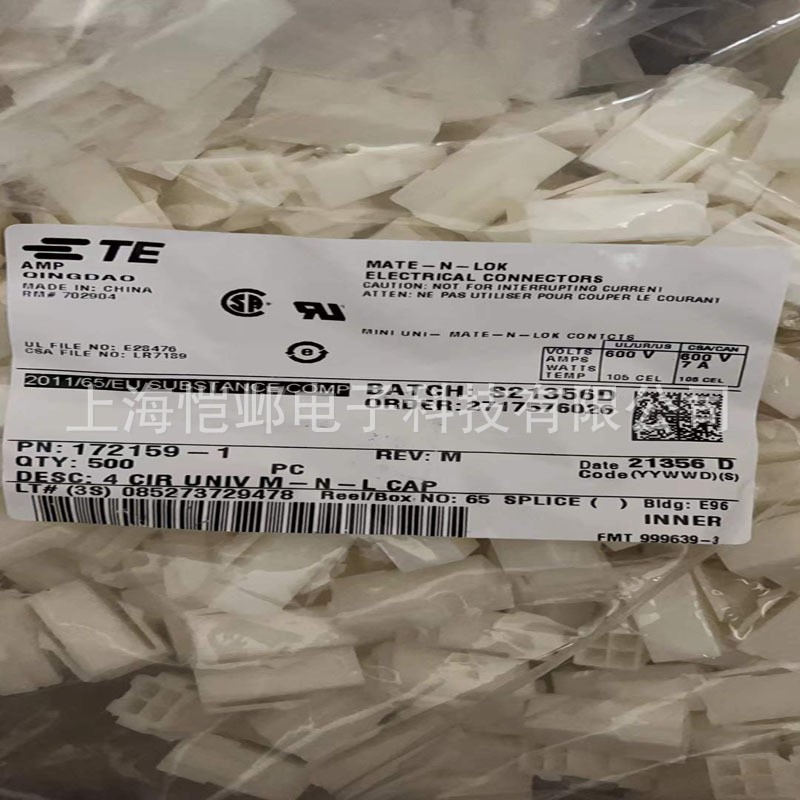 TE
AMP
QINGDAO
MADE IN: CHINA
RM# 702904
MATE-N-LOK
ELECTRICAL CONNECTORS
CAUTION: NOT FOR INTERRUPTING CURRENT
ATTEN: NE PAS UTILISER POUR COUPER LE COURANT
MINI UNI- MATE-N-LOK CONTCTS
UL FILE NO: E28476
CSA FILE NO: LR7189
UL/UR/US CSA/CAN
VOLTS 600 V 600 V
AMPS 7 A
WATTS
TEMP 105 CEL 105 CEL
2011/65/EU SUBSTANCE COMP
BATCH: S21356D
ORDER: 2717576026
上海恺邺电子科技有限公司
PN: 172159-1 REV: M
QTY: 500 PC
Date 21356 D
Code (YYWWD)(S)
DESC: 4 CIR UNIV M-N-L CAP
LT# (3S) 085273729478 Reel/Box NO: 65 SPLICE ( ) Bldg: E96
INNER
FMT 999639-3